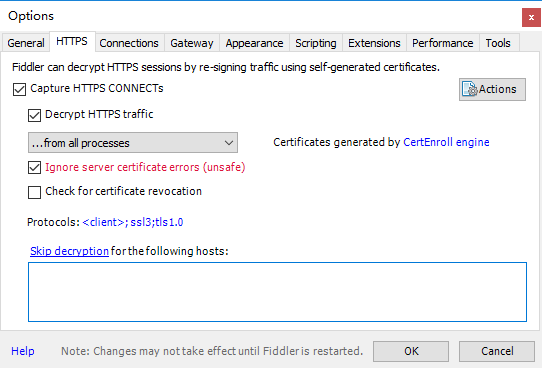 Options
General HTTPS Connections Gateway Appearance Scripting Extensions Performance Tools
Fiddler can decrypt HTTPS sessions by re-signing traffic using self-generated certificates.
Capture HTTPS CONNECTs
Actions
Decrypt HTTPS traffic
...from all processes
Certificates generated by CertEnroll engine
Ignore server certificate errors (unsafe)
Check for certificate revocation
Protocols: <client>;ssl3;tls1.0
Skip decryption for the following hosts:
Help Note: Changes may not take effect until Fiddler is restarted. OK Cancel